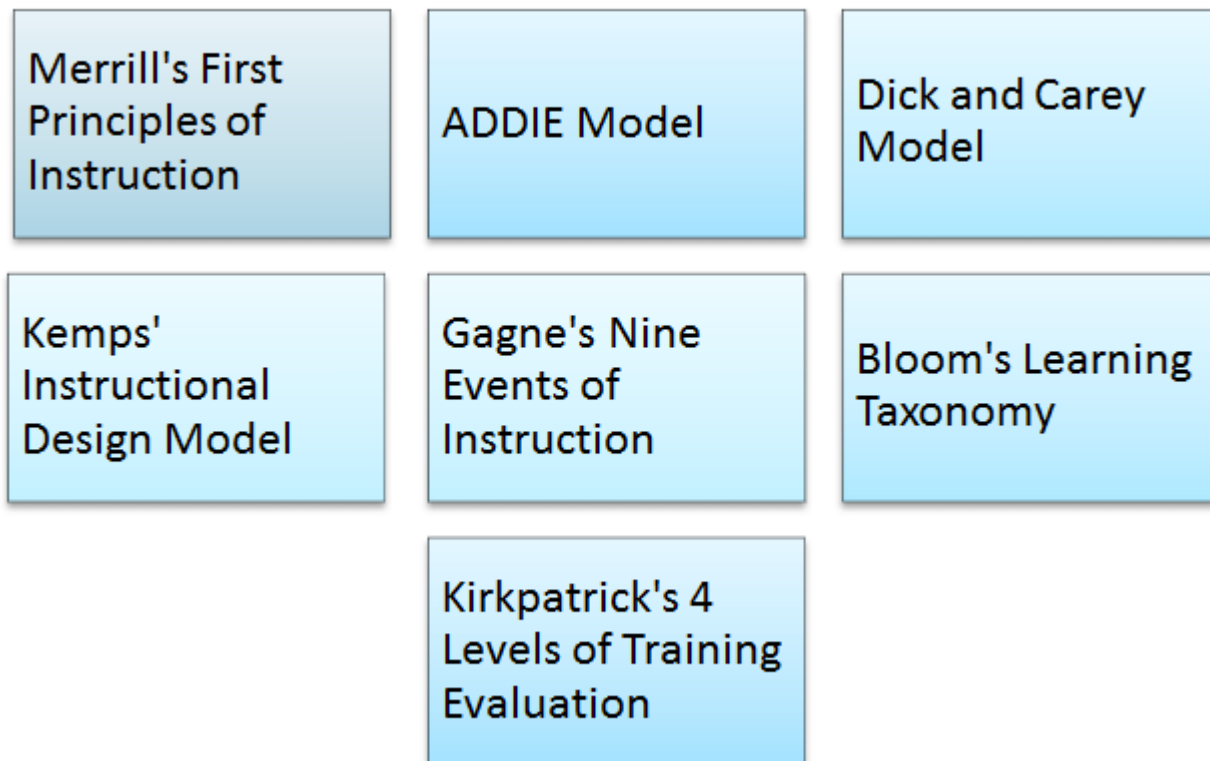 Merrill's First
Principles of
Instruction
ADDIE Model
Dick and Carey
Model
Kemps'
Instructional
Design Model
Gagne's Nine
Events of
Instruction
Bloom's Learning
Taxonomy
Kirkpatrick's 4
Levels of Training
Evaluation